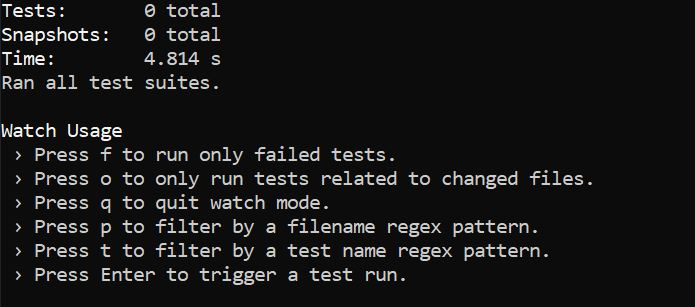 Tests:       0 total
Snapshots:   0 total
Time:        4.814 s
Ran all test suites.

Watch Usage
 › Press f to run only failed tests.
 › Press o to only run tests related to changed files.
 › Press q to quit watch mode.
 › Press p to filter by a filename regex pattern.
 › Press t to filter by a test name regex pattern.
 › Press Enter to trigger a test run.